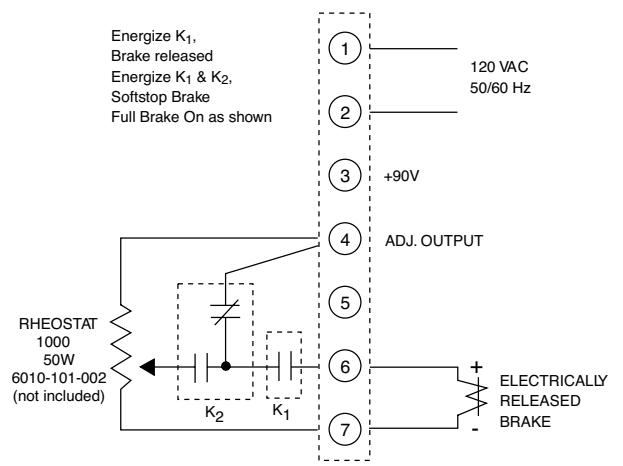 Energize K1,
Brake released
Energize K1 & K2,
Softstop Brake
Full Brake On as shown
1
120 VAC
50/60 Hz
2
3
+90V
4
ADJ. OUTPUT
5
RHEOSTAT
1000
50W
6010-101-002
(not included)
K2
K1
6
+
ELECTRICALLY
RELEASED
BRAKE
-
7